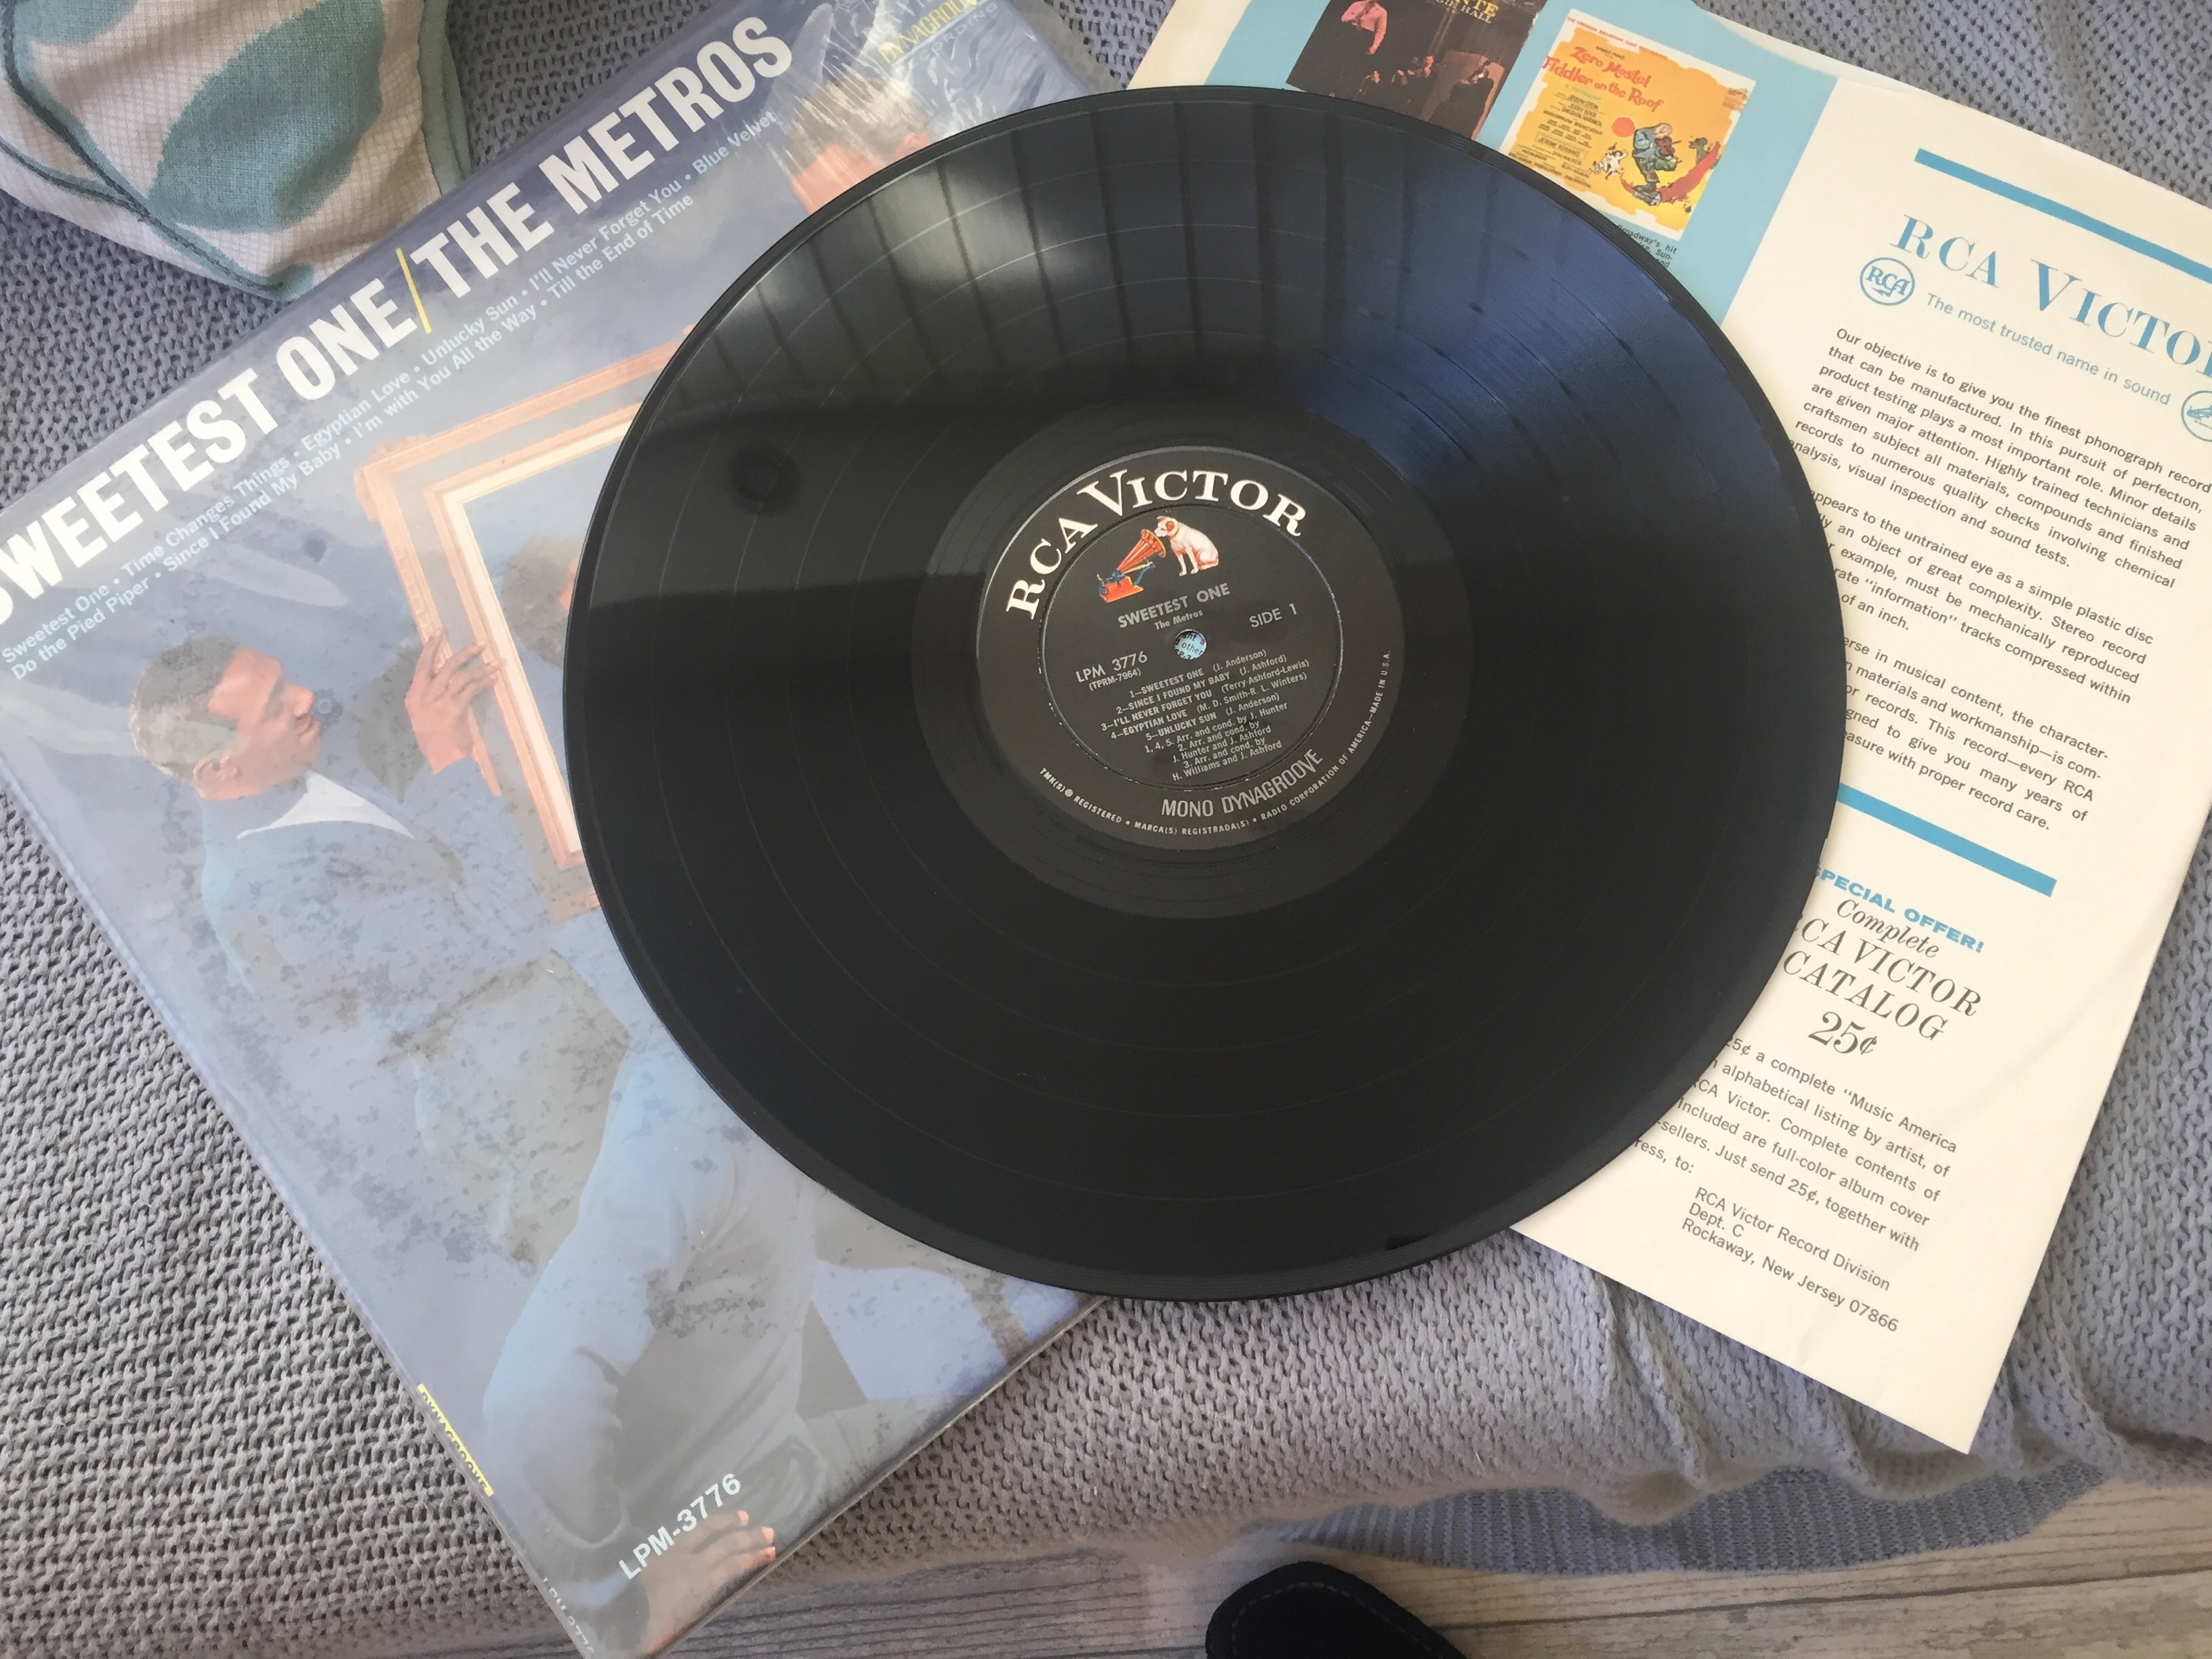 SWEETEST ONE/THE METROS
Sweetest One • Time Changes Things • Egyptian Love • Unlucky Sun • I'll Never Forget You • Blue Velvet
Do the Pied Piper • Since I Found My Baby • I'm with You All the Way • Till the End of Time
DYNAGROOVE
RECORDING
LPM-3776
RCA VICTOR
SWEETEST ONE
The Metros
SIDE 1
LPM 3776
(TPRM-7964)
1—SWEETEST ONE (J. Anderson)
2—SINCE I FOUND MY BABY (J. Ashford)
3—I'LL NEVER FORGET YOU (Terry-Ashford-Lewis)
4—EGYPTIAN LOVE (M. D. Smith-R. L. Winters)
5—UNLUCKY SUN (J. Anderson)
1, 4, 5. Arr. and cond. by J. Hunter
2. Arr. and cond. by
J. Hunter and J. Ashford
3. Arr. and cond. by
H. Williams and J. Ashford
MONO DYNAGROOVE
TMK(S) ® REGISTERED • MARCA(S) REGISTRADA(S) • RADIO CORPORATION OF AMERICA—MADE IN U.S.A.
other
HALL
Zero Mostel
Fiddler on the Roof
Broadway's hit
RCA VICTOR
RCA
The most trusted name in sound
Our objective is to give you the finest phonograph record
that can be manufactured. In this pursuit of perfection,
product testing plays a most important role. Minor details
are given major attention. Highly trained technicians and
craftsmen subject all materials, compounds and finished
records to numerous quality checks involving chemical
analysis, visual inspection and sound tests.
appears to the untrained eye as a simple plastic disc
an object of great complexity. Stereo record
example, must be mechanically reproduced
"information" tracks compressed within
of an inch.
in musical content, the character-
materials and workmanship—is com-
records. This record—every RCA
to give you many years of
with proper record care.
SPECIAL OFFER!
Complete
RCA VICTOR
CATALOG
25¢
25¢ a complete "Music America
alphabetical listing by artist, of
RCA Victor. Complete contents of
Included are full-color album cover
-sellers. Just send 25¢, together with
to:
RCA Victor Record Division
Dept. C
Rockaway, New Jersey 07866